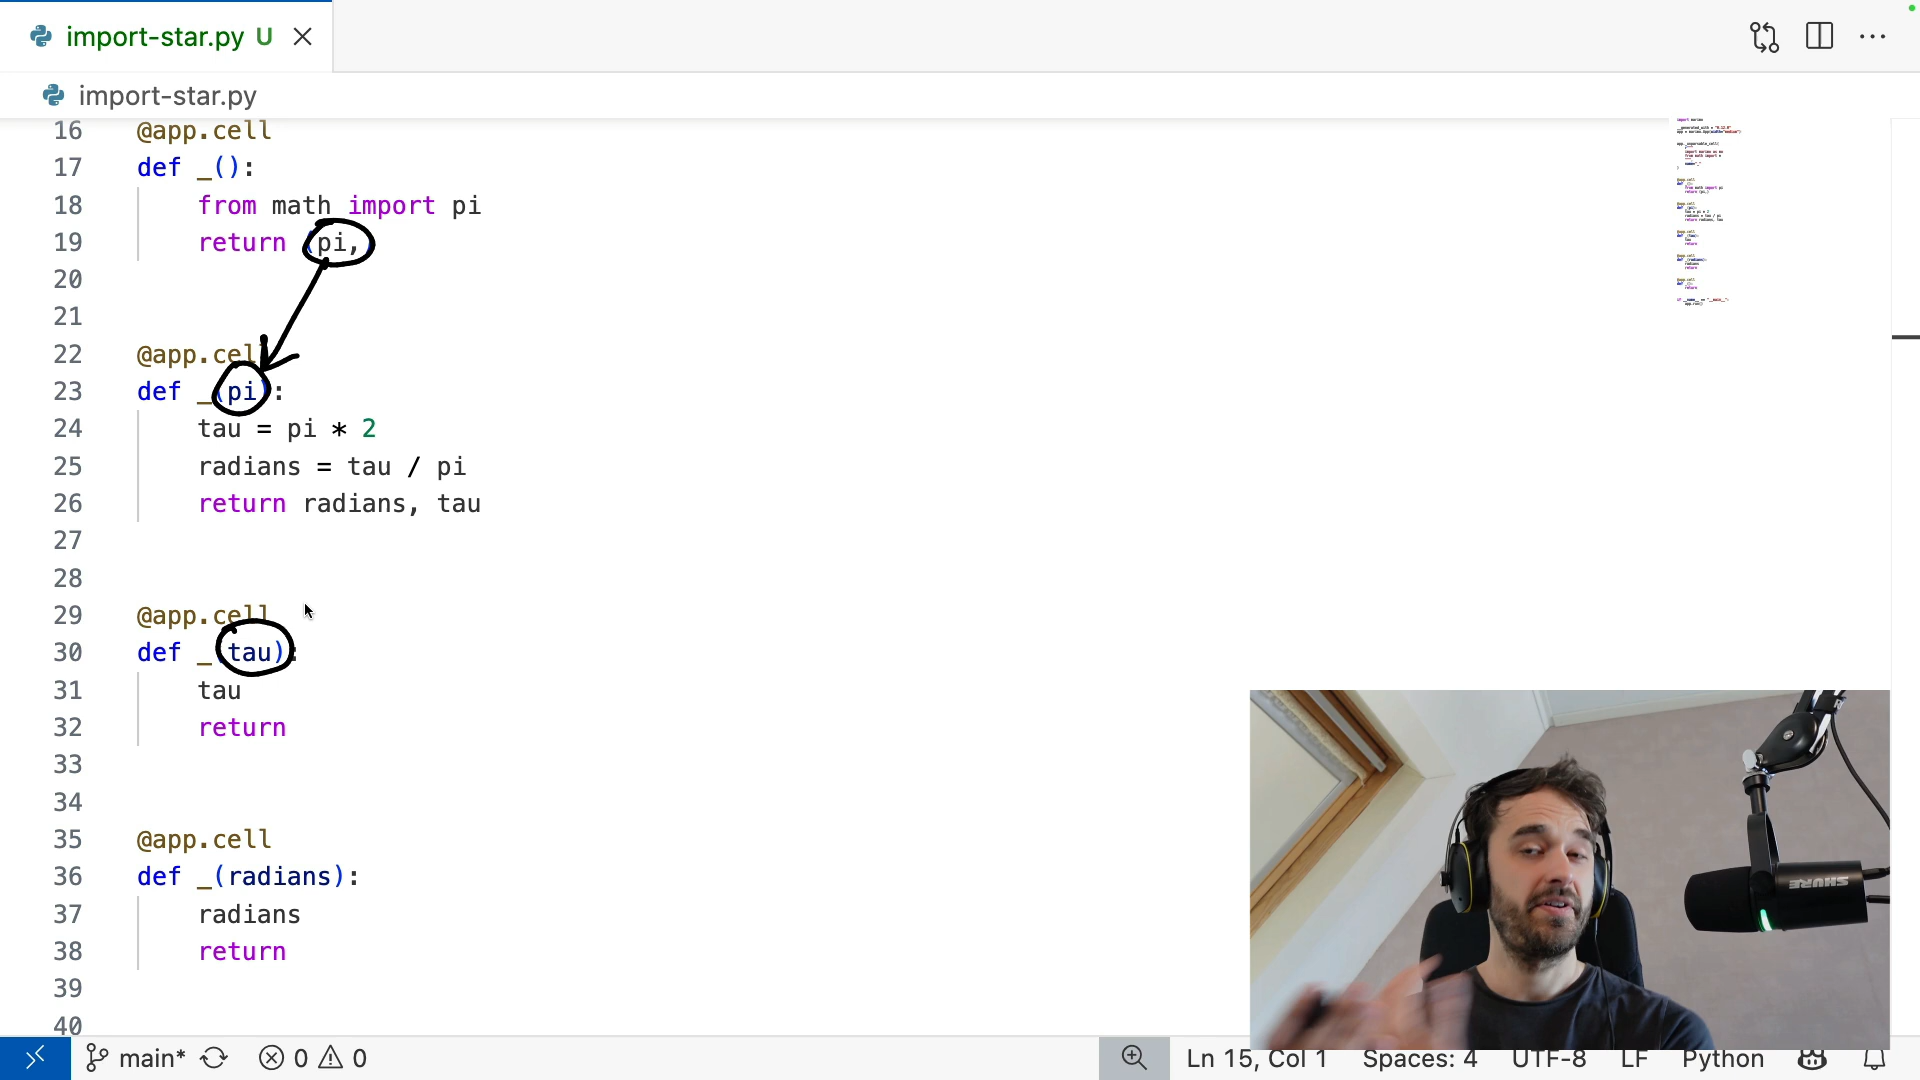 import-star.py U
import-star.py
16 @app.cell
17 def _():
18 from math import pi
19 return (pi,)
20
21
22 @app.cell
23 def _(pi):
24 tau = pi * 2
25 radians = tau / pi
26 return radians, tau
27
28
29 @app.cell
30 def _(tau):
31 tau
32 return
33
34
35 @app.cell
36 def _(radians):
37 radians
38 return
39
40
SHURE
main* 0 0 Ln 15, Col 1 Spaces: 4 UTF-8 LF Python